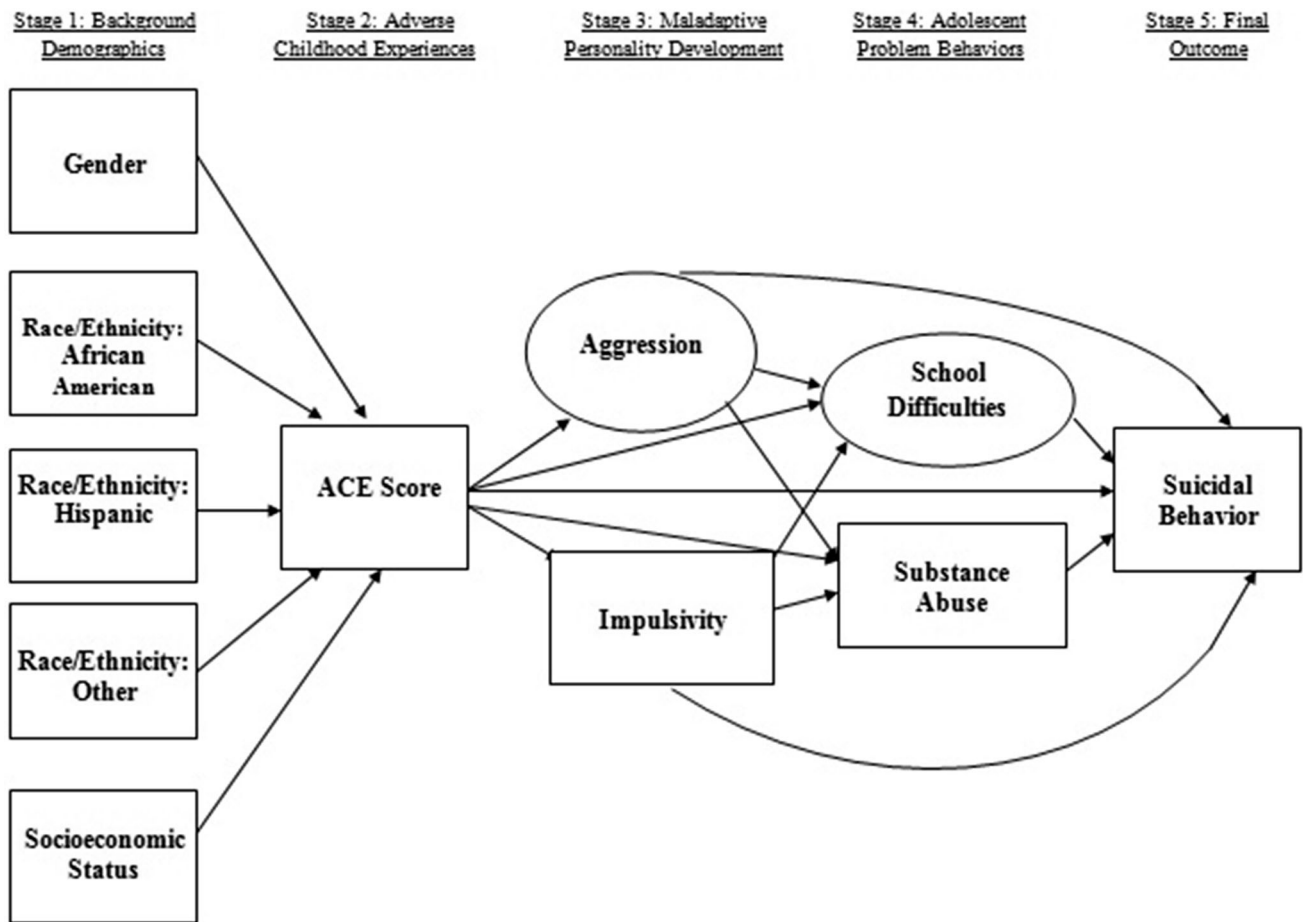 Stage 1: Background
Demographics
Stage 2: Adverse
Childhood Experiences
Stage 3: Maladaptive
Personality Development
Stage 4: Adolescent
Problem Behaviors
Stage 5: Final
Outcome
Gender
Race/Ethnicity:
African
American
Race/Ethnicity:
Hispanic
Race/Ethnicity:
Other
Socioeconomic
Status
ACE Score
Aggression
Impulsivity
School
Difficulties
Substance
Abuse
Suicidal
Behavior